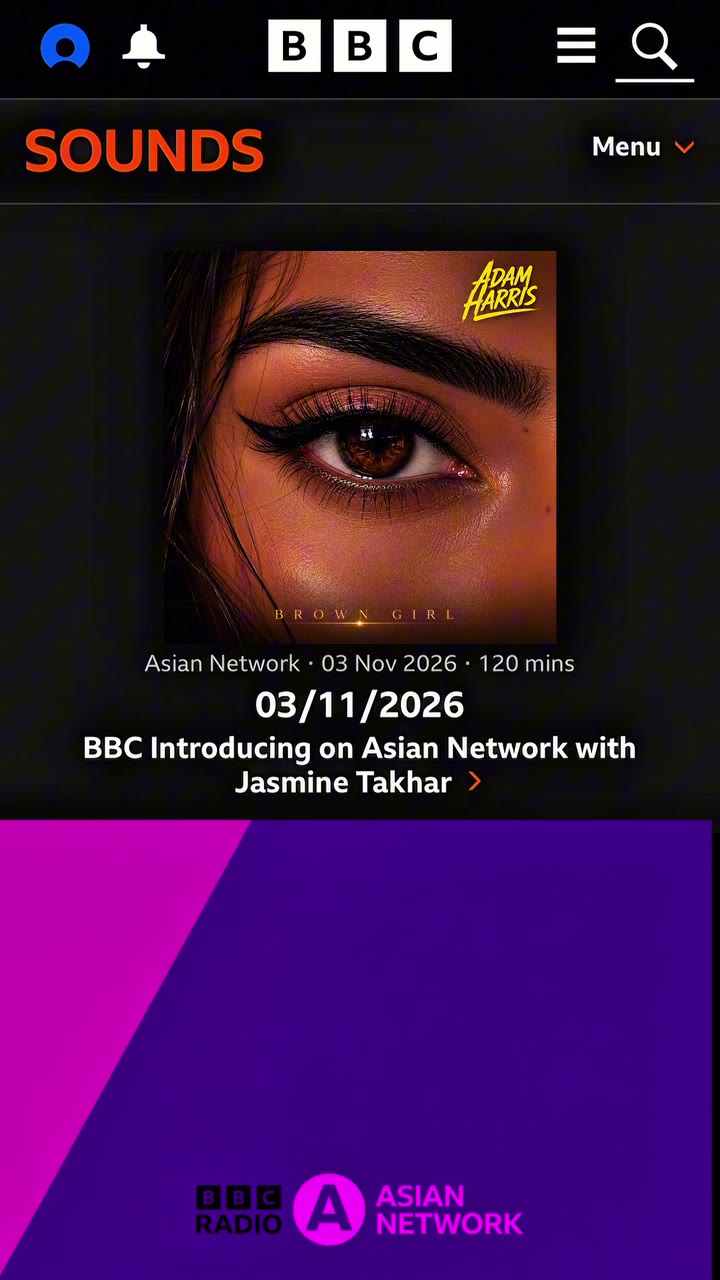 BBC
SOUNDS
Menu
ADAM
HARRIS
BROWN GIRL
Asian Network · 03 Nov 2026 · 120 mins
03/11/2026
BBC Introducing on Asian Network with
Jasmine Takhar
BBC
RADIO
A
ASIAN
NETWORK